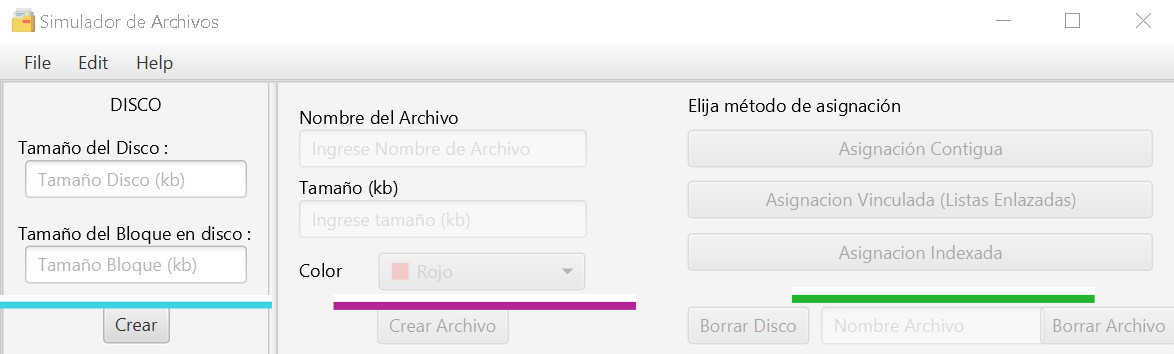 Simulador de Archivos
File Edit Help
DISCO
Tamaño del Disco :
Tamaño Disco (kb)
Tamaño del Bloque en disco :
Tamaño Bloque (kb)
Crear
Nombre del Archivo
Ingrese Nombre de Archivo
Tamaño (kb)
Ingrese tamaño (kb)
Color Rojo
Crear Archivo
Elija método de asignación
Asignación Contigua
Asignacion Vinculada (Listas Enlazadas)
Asignacion Indexada
Borrar Disco Nombre Archivo Borrar Archivo